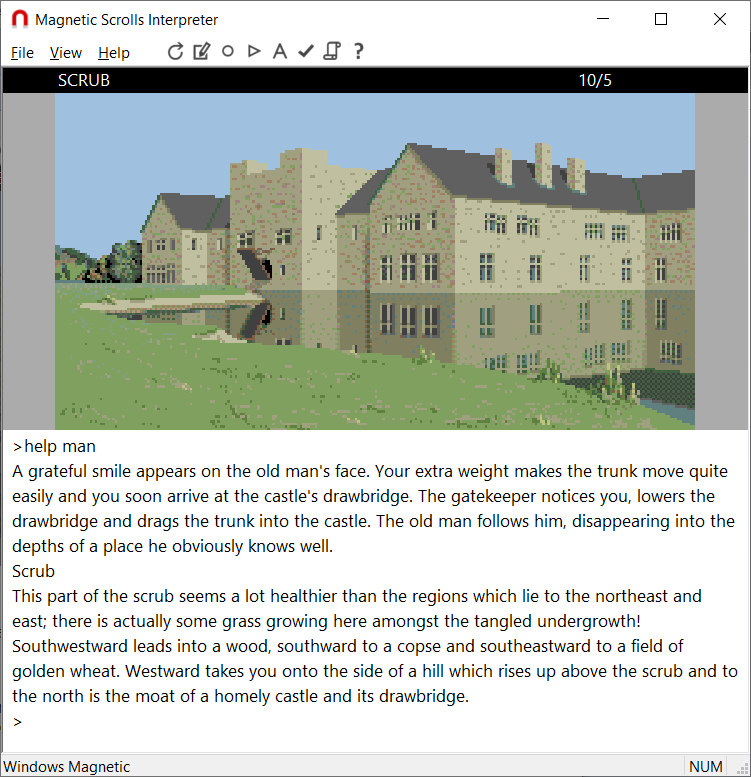 Magnetic Scrolls Interpreter
File View Help
SCRUB 10/5
>help man
A grateful smile appears on the old man's face. Your extra weight makes the trunk move quite
easily and you soon arrive at the castle's drawbridge. The gatekeeper notices you, lowers the
drawbridge and drags the trunk into the castle. The old man follows him, disappearing into the
depths of a place he obviously knows well.
Scrub
This part of the scrub seems a lot healthier than the regions which lie to the northeast and
east; there is actually some grass growing here amongst the tangled undergrowth!
Southwestward leads into a wood, southward to a copse and southeastward to a field of
golden wheat. Westward takes you onto the side of a hill which rises up above the scrub and to
the north is the moat of a homely castle and its drawbridge.
>
Windows Magnetic NUM